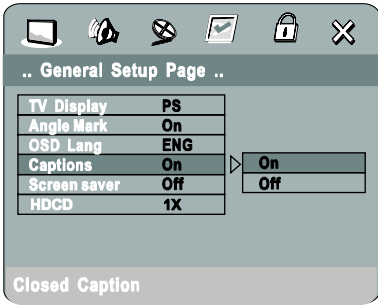 .. General Setup Page ..
TV Display PS
Angle Mark On
OSD Lang ENG
Captions On On
Screen saver Off Off
HDCD 1X
Closed Caption